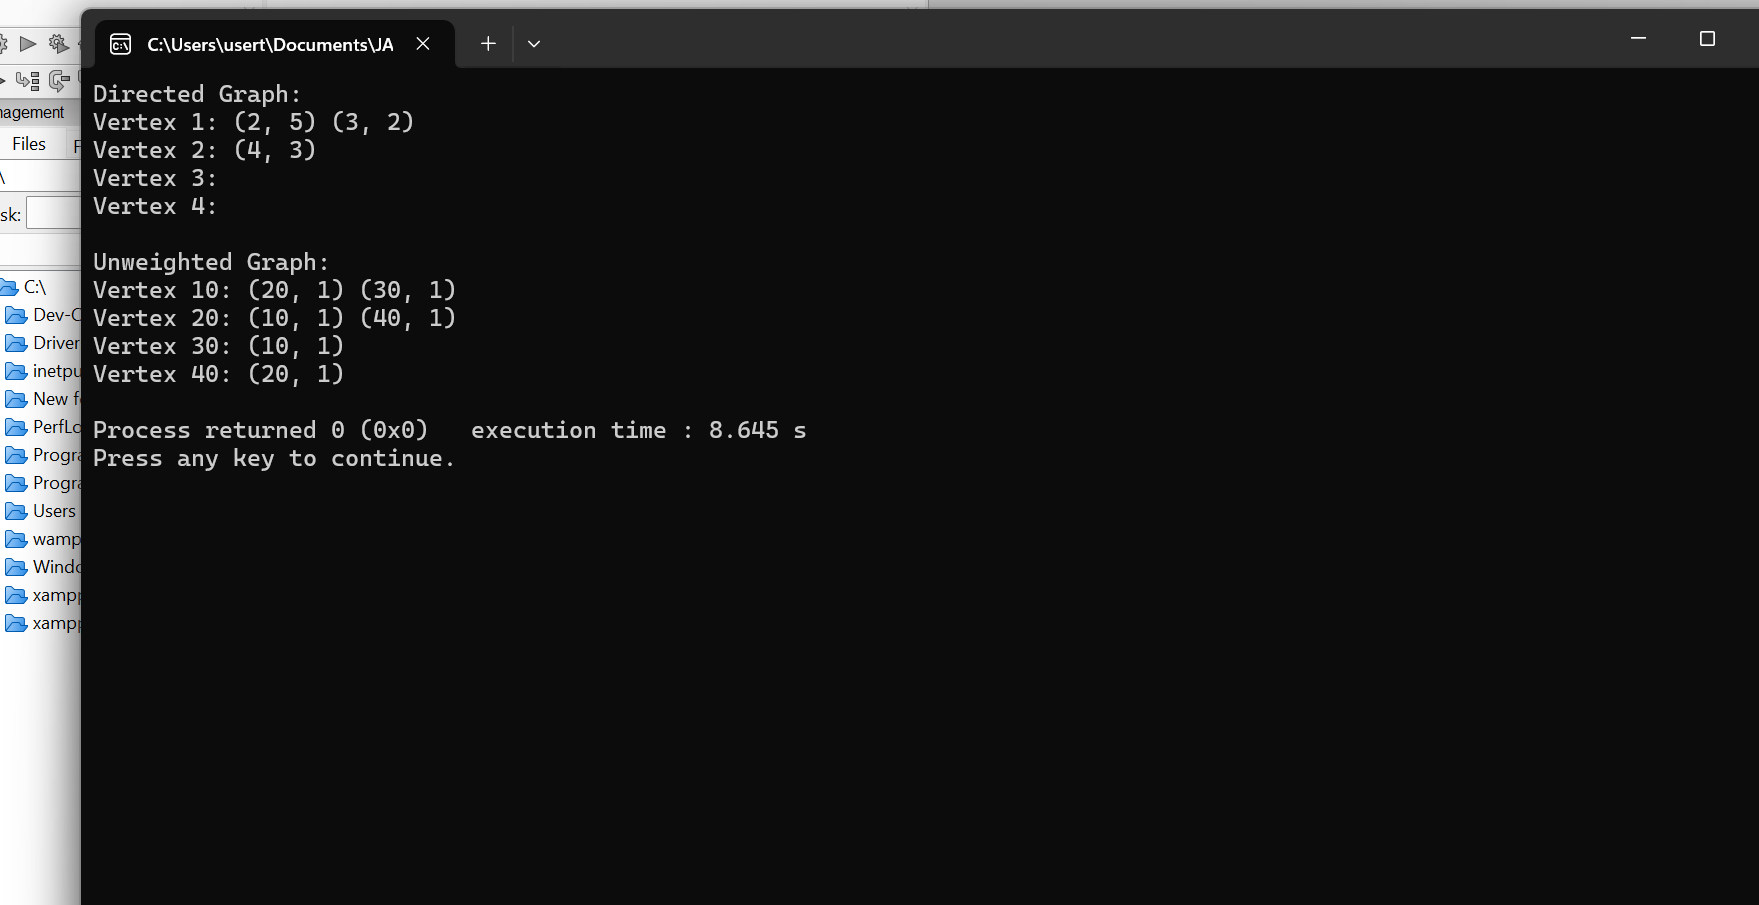 C:\Users\usert\Documents\JA
Directed Graph:
Vertex 1: (2, 5) (3, 2)
Vertex 2: (4, 3)
Vertex 3:
Vertex 4:
Unweighted Graph:
Vertex 10: (20, 1) (30, 1)
Vertex 20: (10, 1) (40, 1)
Vertex 30: (10, 1)
Vertex 40: (20, 1)
Process returned 0 (0x0)   execution time : 8.645 s
Press any key to continue.
nagement
Files F
\
sk:
C:\
Dev-C
Driver
inetpu
New f
PerfLo
Progra
Progra
Users
wamp
Windo
xamp
xamp